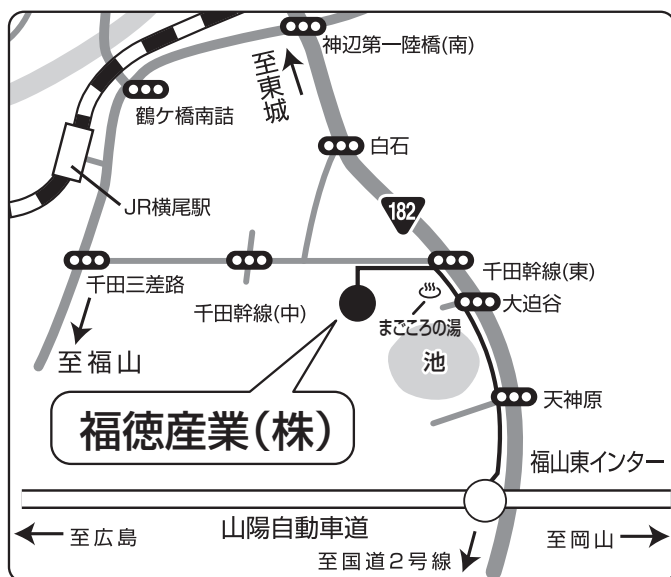 神辺第一陸橋(南)
至東城
鶴ケ橋南詰
白石
JR横尾駅
182
千田三差路
千田幹線(中)
千田幹線(東)
まごころの湯
大迫谷
至福山
池
天神原
福徳産業(株)
福山東インター
山陽自動車道
至広島
至国道2号線
至岡山